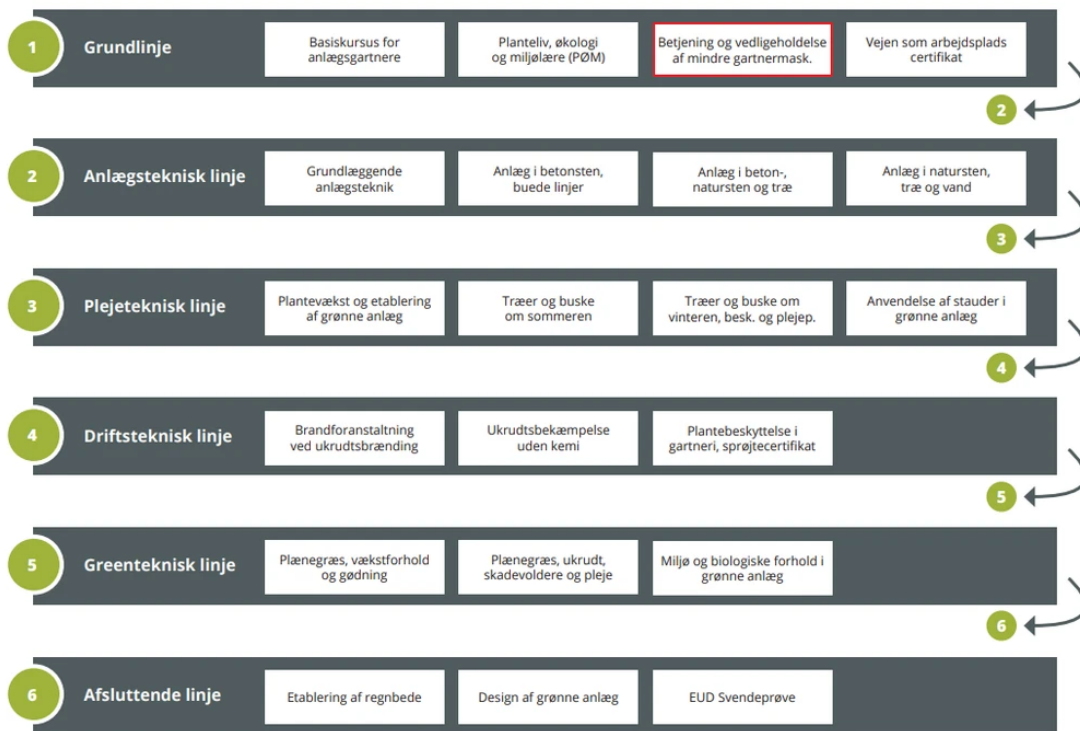 1
Grundlinje
Basiskursus for
anlægsgartnere
Planteliv, økologi
og miljølære (PØM)
Betjening og vedligeholdelse
af mindre gartnermask.
Vejen som arbejdsplads
certifikat
2
2
Anlægsteknisk linje
Grundlæggende
anlægsteknik
Anlæg i betonsten,
buede linjer
Anlæg i beton-,
natursten og træ
Anlæg i natursten,
træ og vand
3
3
Plejeteknisk linje
Plantevækst og etablering
af grønne anlæg
Træer og buske
om sommeren
Træer og buske om
vinteren, besk. og plejep.
Anvendelse af stauder i
grønne anlæg
4
4
Driftsteknisk linje
Brandforanstaltning
ved ukrudtsbrænding
Ukrudtsbekæmpelse
uden kemi
Plantebeskyttelse i
gartneri, sprøjtecertifikat
5
5
Greenteknisk linje
Plænegræs, vækstforhold
og gødning
Plænegræs, ukrudt,
skadevoldere og pleje
Miljø og biologiske forhold i
grønne anlæg
6
6
Afsluttende linje
Etablering af regnbede
Design af grønne anlæg
EUD Svendeprøve